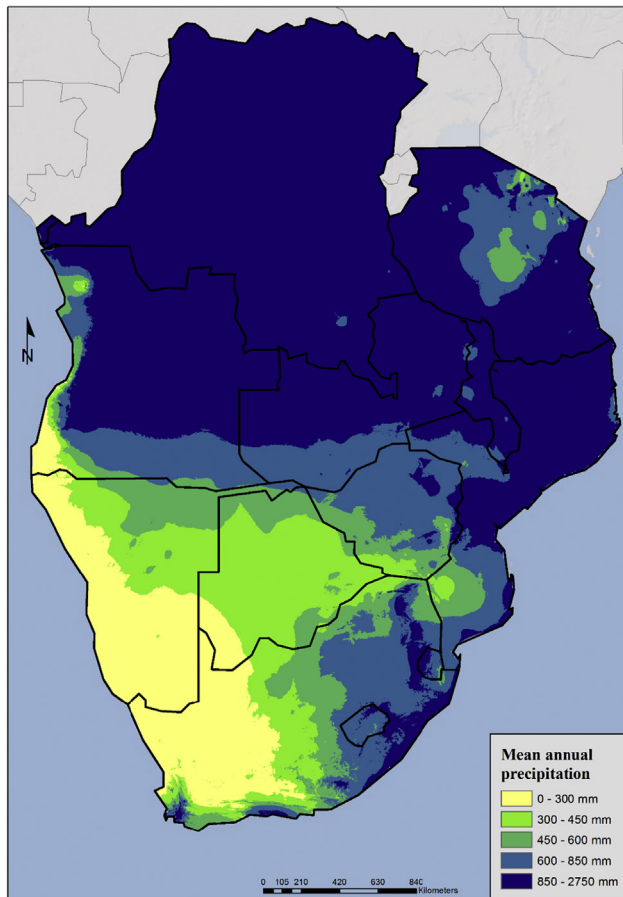 N
Mean annual
precipitation
0 - 300 mm
300 - 450 mm
450 - 600 mm
600 - 850 mm
850 - 2750 mm
0 105 210 420 630 840
Kilometers